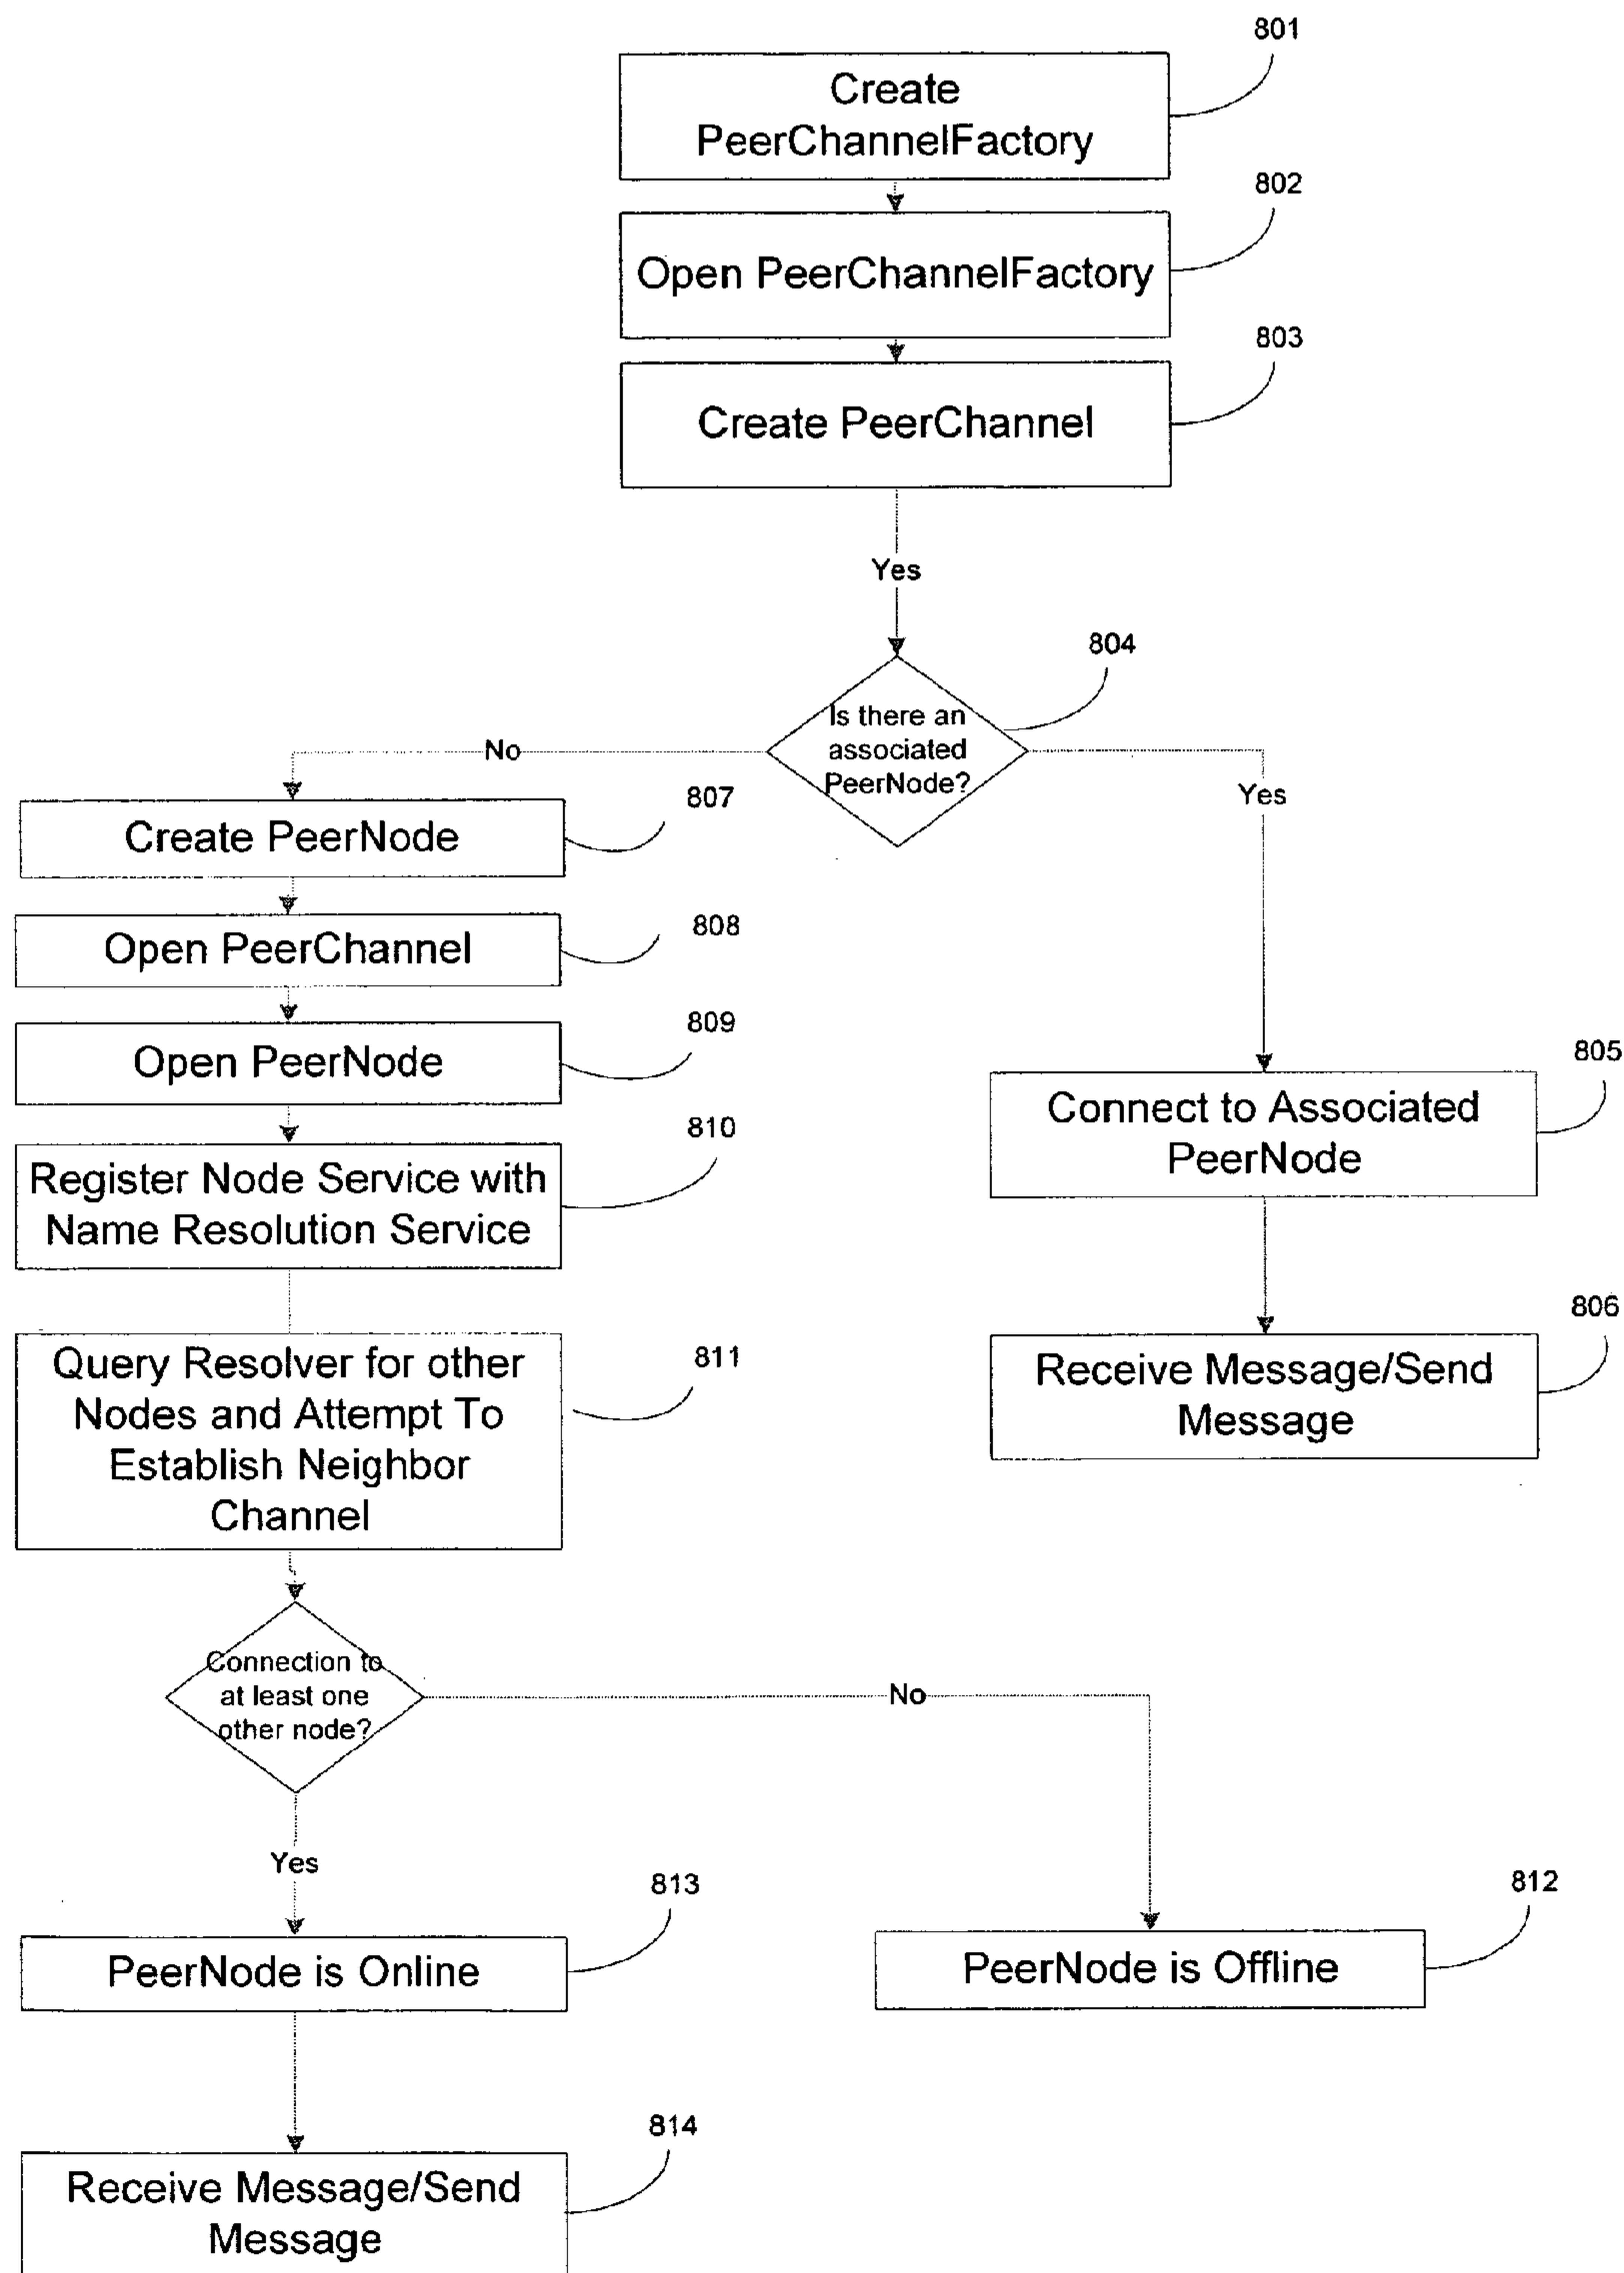 801
Create
PeerChannelFactory
802
Open PeerChannelFactory
803
Create PeerChannel
Yes
804
Is there an
associated
PeerNode?
No
Yes
807
Create PeerNode
808
Open PeerChannel
809
Open PeerNode
810
Register Node Service with
Name Resolution Service
805
Connect to Associated
PeerNode
811
Query Resolver for other
Nodes and Attempt To
Establish Neighbor
Channel
806
Receive Message/Send
Message
Connection to
at least one
other node?
No
Yes
813
PeerNode is Online
812
PeerNode is Offline
814
Receive Message/Send
Message